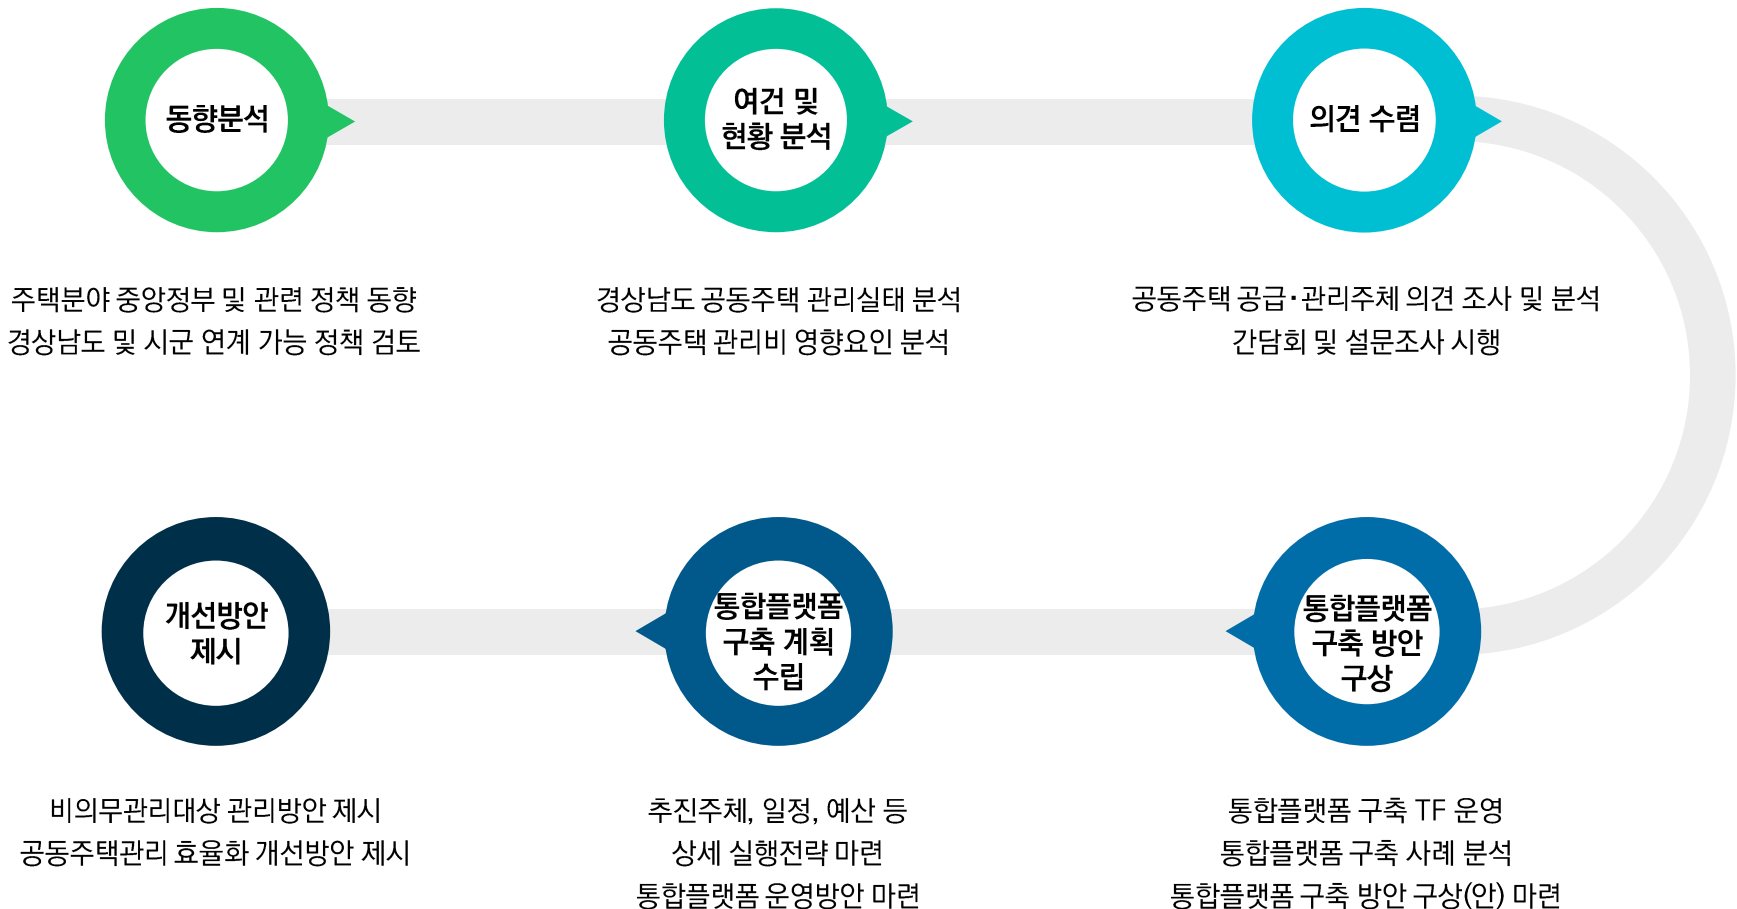 동향분석
주택분야 중앙정부 및 관련 정책 동향
경상남도 및 시군 연계 가능 정책 검토
여건 및
현황 분석
경상남도 공동주택 관리실태 분석
공동주택 관리비 영향요인 분석
의견 수렴
공동주택 공급·관리주체 의견 조사 및 분석
간담회 및 설문조사 시행
통합플랫폼
구축 방안
구상
통합플랫폼 구축 TF 운영
통합플랫폼 구축 사례 분석
통합플랫폼 구축 방안 구상(안) 마련
통합플랫폼
구축 계획
수립
추진주체, 일정, 예산 등
상세 실행전략 마련
통합플랫폼 운영방안 마련
개선방안
제시
비의무관리대상 관리방안 제시
공동주택관리 효율화 개선방안 제시